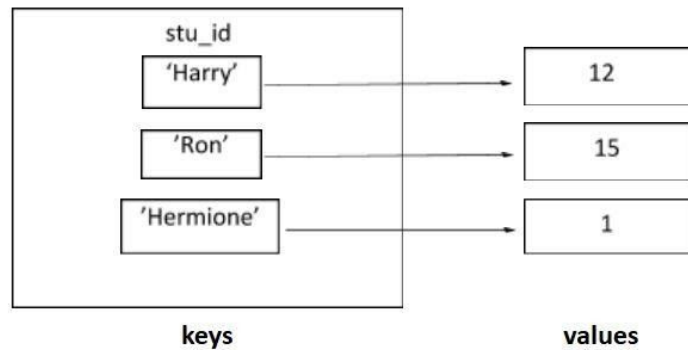 stu_id
’Harry’
12
’Ron’
15
’Hermione’
1
keys
values